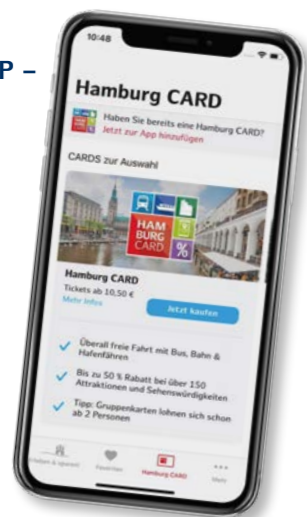 P –
10:48
Hamburg CARD
Haben Sie bereits eine Hamburg CARD?
Jetzt zur App hinzufügen
CARDS zur Auswahl
HAM
BURG
CARD
%
Hamburg CARD
Tickets ab 10,50 €
Mehr Infos
Jetzt kaufen
Überall freie Fahrt mit Bus, Bahn &
Hafenfähren
Bis zu 50 % Rabatt bei über 150
Attraktionen und Sehenswürdigkeiten
Tipp: Gruppenkarten lohnen sich schon
ab 2 Personen
Erleben & sparen
Favoriten
Hamburg CARD
Mehr